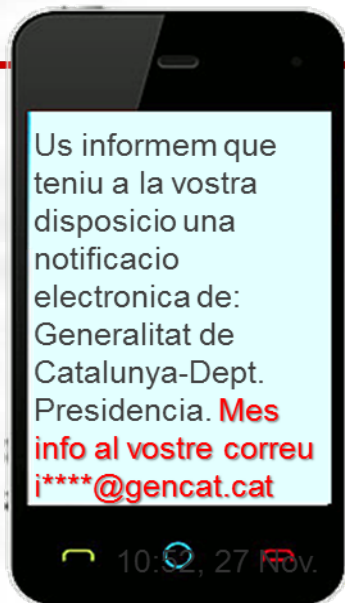 Us informem que
teniu a la vostra
disposicio una
notificacio
electronica de:
Generalitat de
Catalunya-Dept.
Presidencia. Mes
info al vostre correu
i****@gencat.cat
10:52, 27 Nov.